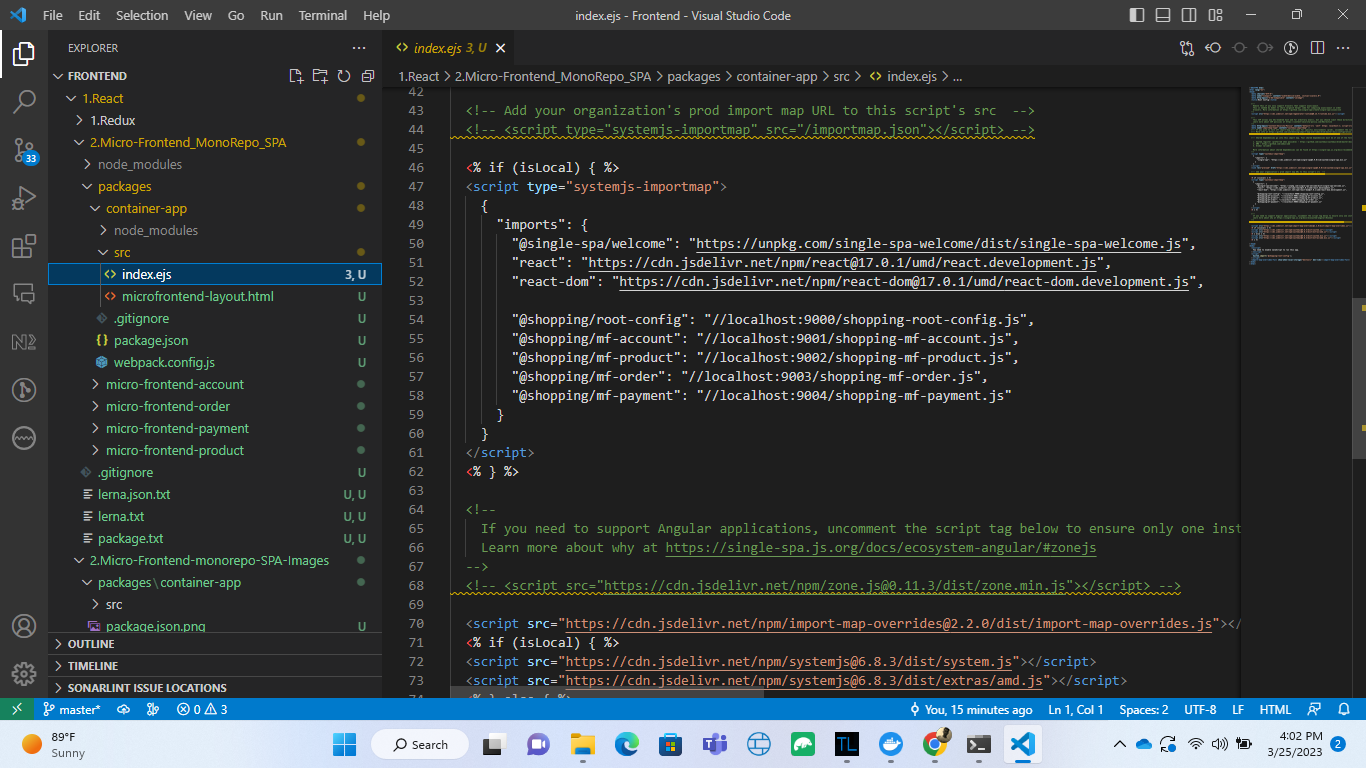 File Edit Selection View Go Run Terminal Help
index.ejs - Frontend - Visual Studio Code
EXPLORER
FRONTEND
1.React
1.Redux
2.Micro-Frontend_MonoRepo_SPA
node_modules
packages
container-app
node_modules
src
index.ejs 3, U
microfrontend-layout.html U
.gitignore U
package.json U
webpack.config.js U
micro-frontend-account
micro-frontend-order
micro-frontend-payment
micro-frontend-product
.gitignore U
lerna.json.txt U, U
lerna.txt U, U
package.txt U, U
2.Micro-Frontend-monorepo-SPA-Images
packages \ container-app
src
package.json.png U
OUTLINE
TIMELINE
SONARLINT ISSUE LOCATIONS
33
index.ejs 3, U
1.React > 2.Micro-Frontend_MonoRepo_SPA > packages > container-app > src > index.ejs > ...
42
43 <!-- Add your organization's prod import map URL to this script's src  -->
44 <!-- <script type="systemjs-importmap" src="/importmap.json"></script> -->
45
46 <% if (isLocal) { %>
47 <script type="systemjs-importmap">
48 {
49 "imports": {
50 "@single-spa/welcome": "https://unpkg.com/single-spa-welcome/dist/single-spa-welcome.js",
51 "react": "https://cdn.jsdelivr.net/npm/react@17.0.1/umd/react.development.js",
52 "react-dom": "https://cdn.jsdelivr.net/npm/react-dom@17.0.1/umd/react-dom.development.js",
53
54 "@shopping/root-config": "//localhost:9000/shopping-root-config.js",
55 "@shopping/mf-account": "//localhost:9001/shopping-mf-account.js",
56 "@shopping/mf-product": "//localhost:9002/shopping-mf-product.js",
57 "@shopping/mf-order": "//localhost:9003/shopping-mf-order.js",
58 "@shopping/mf-payment": "//localhost:9004/shopping-mf-payment.js"
59 }
60 }
61 </script>
62 <% } %>
63
64 <!--
65 If you need to support Angular applications, uncomment the script tag below to ensure only one inst
66 Learn more about why at https://single-spa.js.org/docs/ecosystem-angular/#zonejs
67 -->
68 <!-- <script src="https://cdn.jsdelivr.net/npm/zone.js@0.11.3/dist/zone.min.js"></script> -->
69
70 <script src="https://cdn.jsdelivr.net/npm/import-map-overrides@2.2.0/dist/import-map-overrides.js"></
71 <% if (isLocal) { %>
72 <script src="https://cdn.jsdelivr.net/npm/systemjs@6.8.3/dist/system.js"></script>
73 <script src="https://cdn.jsdelivr.net/npm/systemjs@6.8.3/dist/extras/amd.js"></script>
74 <% } else { %>
master* 0 3 You, 15 minutes ago Ln 1, Col 1 Spaces: 2 UTF-8 LF HTML
89°F
Sunny
Search
TL
4:02 PM
3/25/2023
2